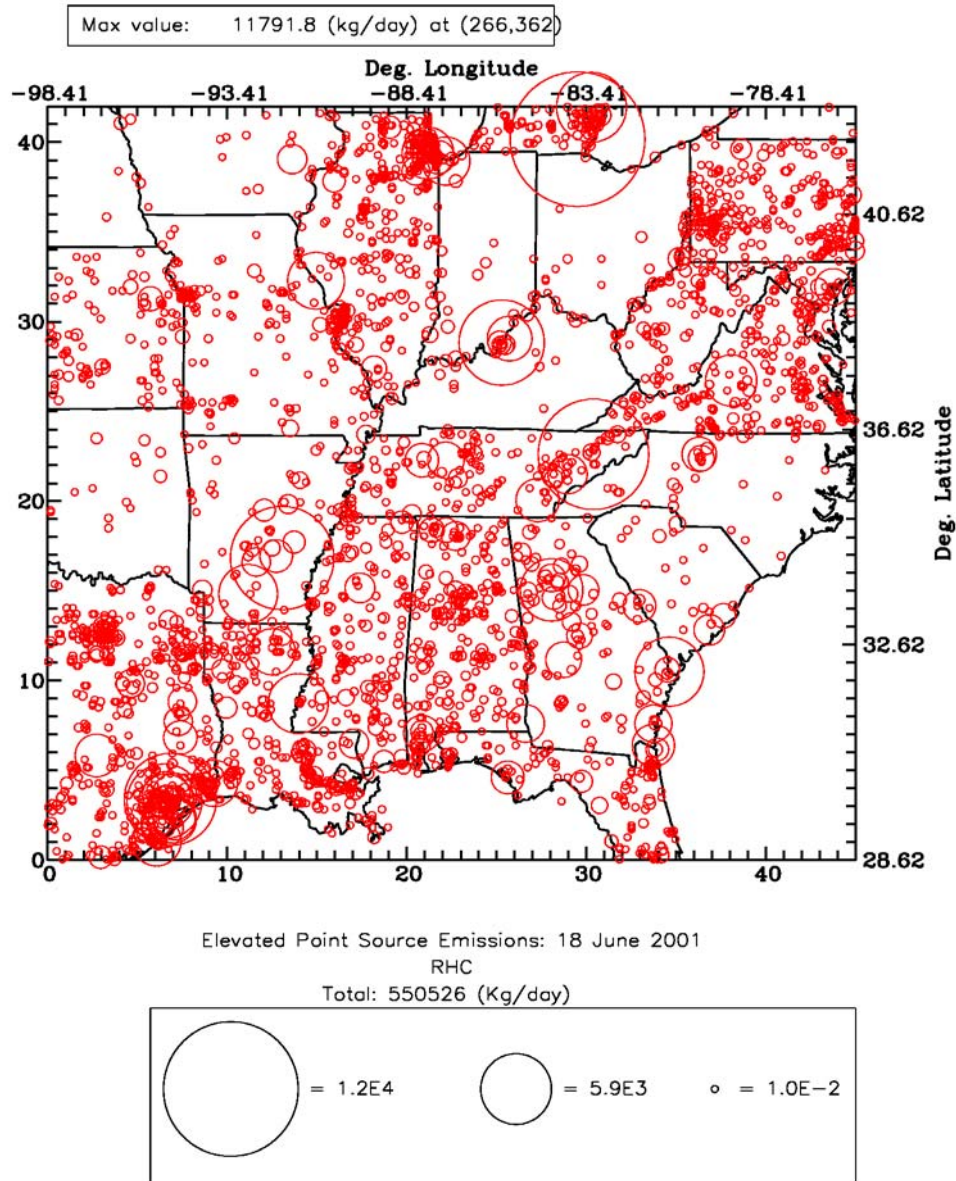 Max value: 11791.8 (kg/day) at (266,362)
Deg. Longitude
-98.41 -93.41 -88.41 -83.41 -78.41
40
40.62
30
36.62
Deg. Latitude
20
32.62
10
0 28.62
0 10 20 30 40
Elevated Point Source Emissions: 18 June 2001
RHC
Total: 550526 (Kg/day)
= 1.2E4 = 5.9E3 = 1.0E-2